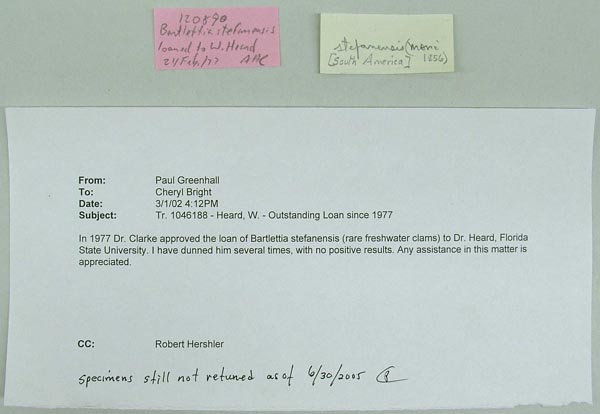 120890
Bartlettia stefanensis
loaned to W. Heard
24 Feb. '77 AHC
stefanensis (Mori
[South America] 1856)
From: Paul Greenhall
To: Cheryl Bright
Date: 3/1/02 4:12PM
Subject: Tr. 1046188 - Heard, W. - Outstanding Loan since 1977
In 1977 Dr. Clarke approved the loan of Bartlettia stefanensis (rare freshwater clams) to Dr. Heard, Florida
State University. I have dunned him several times, with no positive results. Any assistance in this matter is
appreciated.
CC: Robert Hershler
specimens still not returned as of 6/30/2005